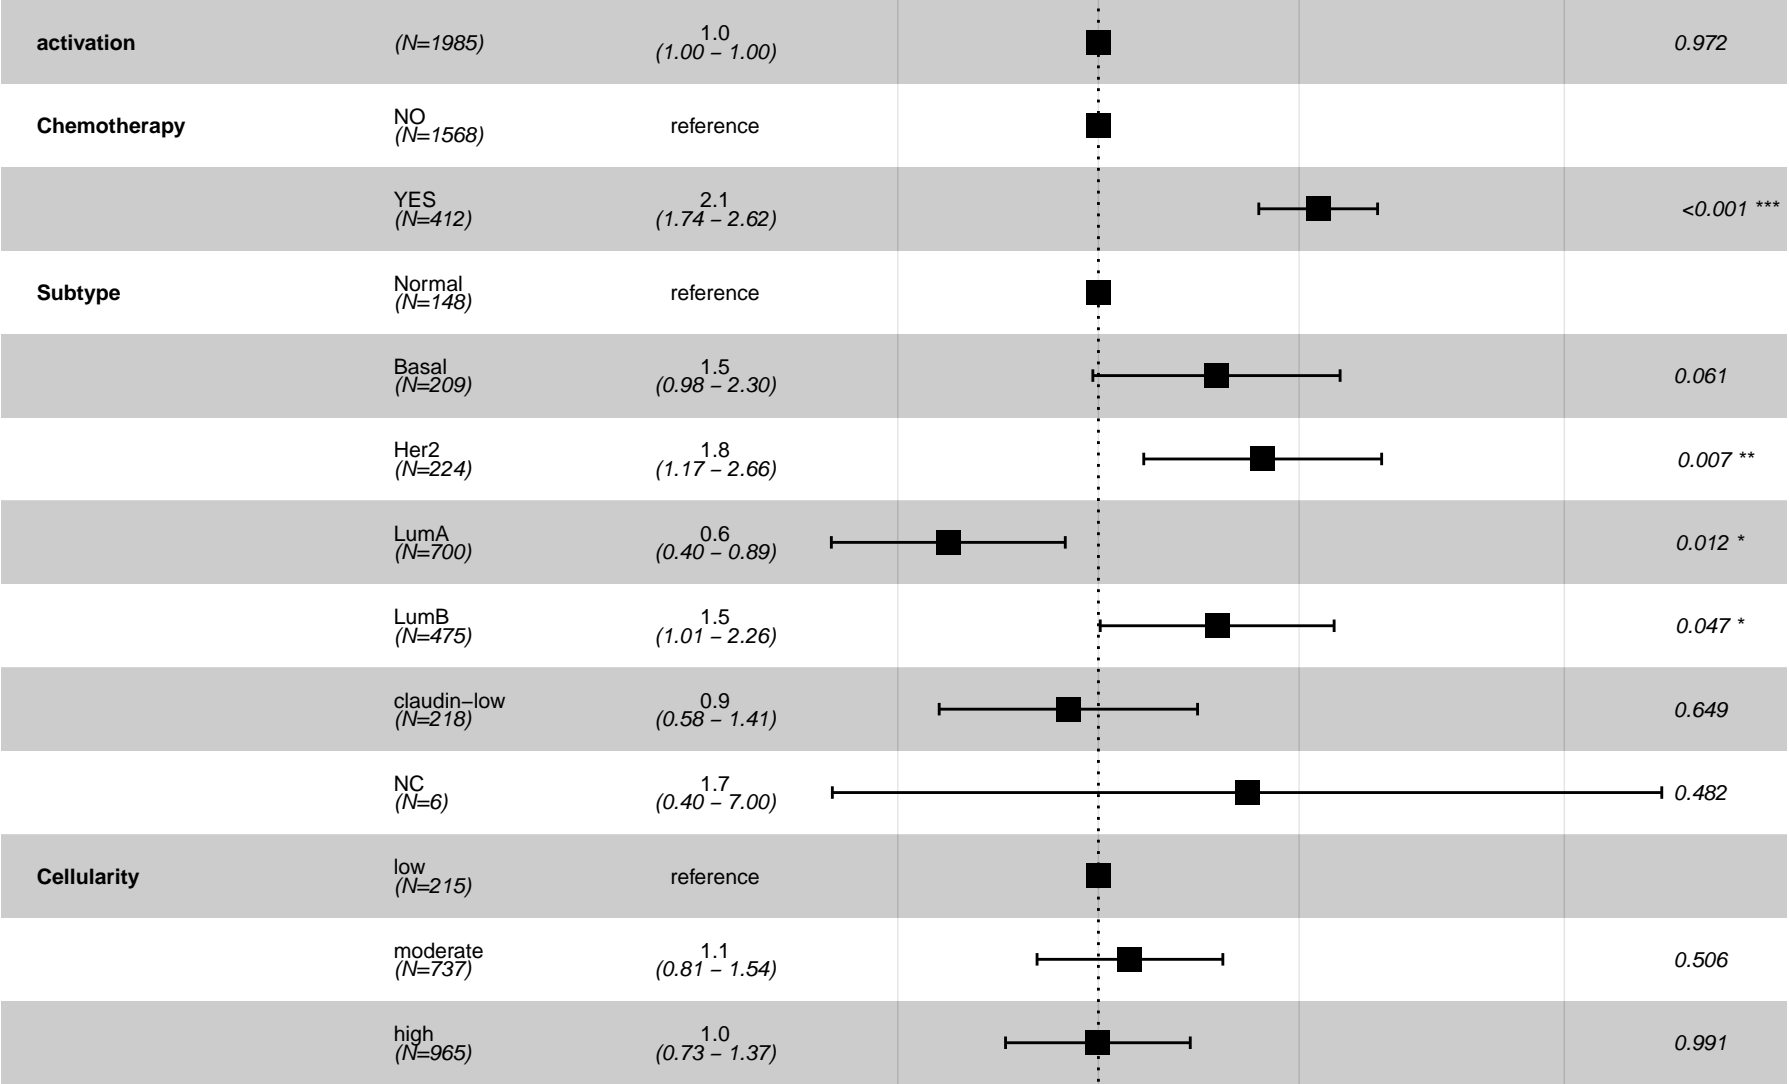 activation (N=1985) 1.0 0.972
(1.00 – 1.00)
Chemotherapy NO reference
(N=1568)
YES 2.1 <0.001 ***
(N=412) (1.74 – 2.62)
Subtype Normal reference
(N=148)
Basal 1.5 0.061
(N=209) (0.98 – 2.30)
Her2 1.8 0.007 **
(N=224) (1.17 – 2.66)
LumA 0.6 0.012 *
(N=700) (0.40 – 0.89)
LumB 1.5 0.047 *
(N=475) (1.01 – 2.26)
claudin–low 0.9 0.649
(N=218) (0.58 – 1.41)
NC 1.7 0.482
(N=6) (0.40 – 7.00)
Cellularity low reference
(N=215)
moderate 1.1 0.506
(N=737) (0.81 – 1.54)
high 1.0 0.991
(N=965) (0.73 – 1.37)